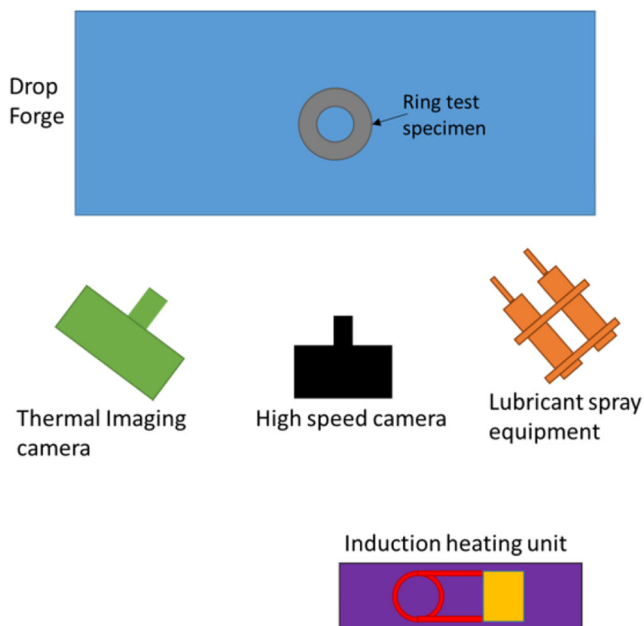 Drop
Forge
Ring test
specimen
Thermal Imaging
camera
High speed camera
Lubricant spray
equipment
Induction heating unit